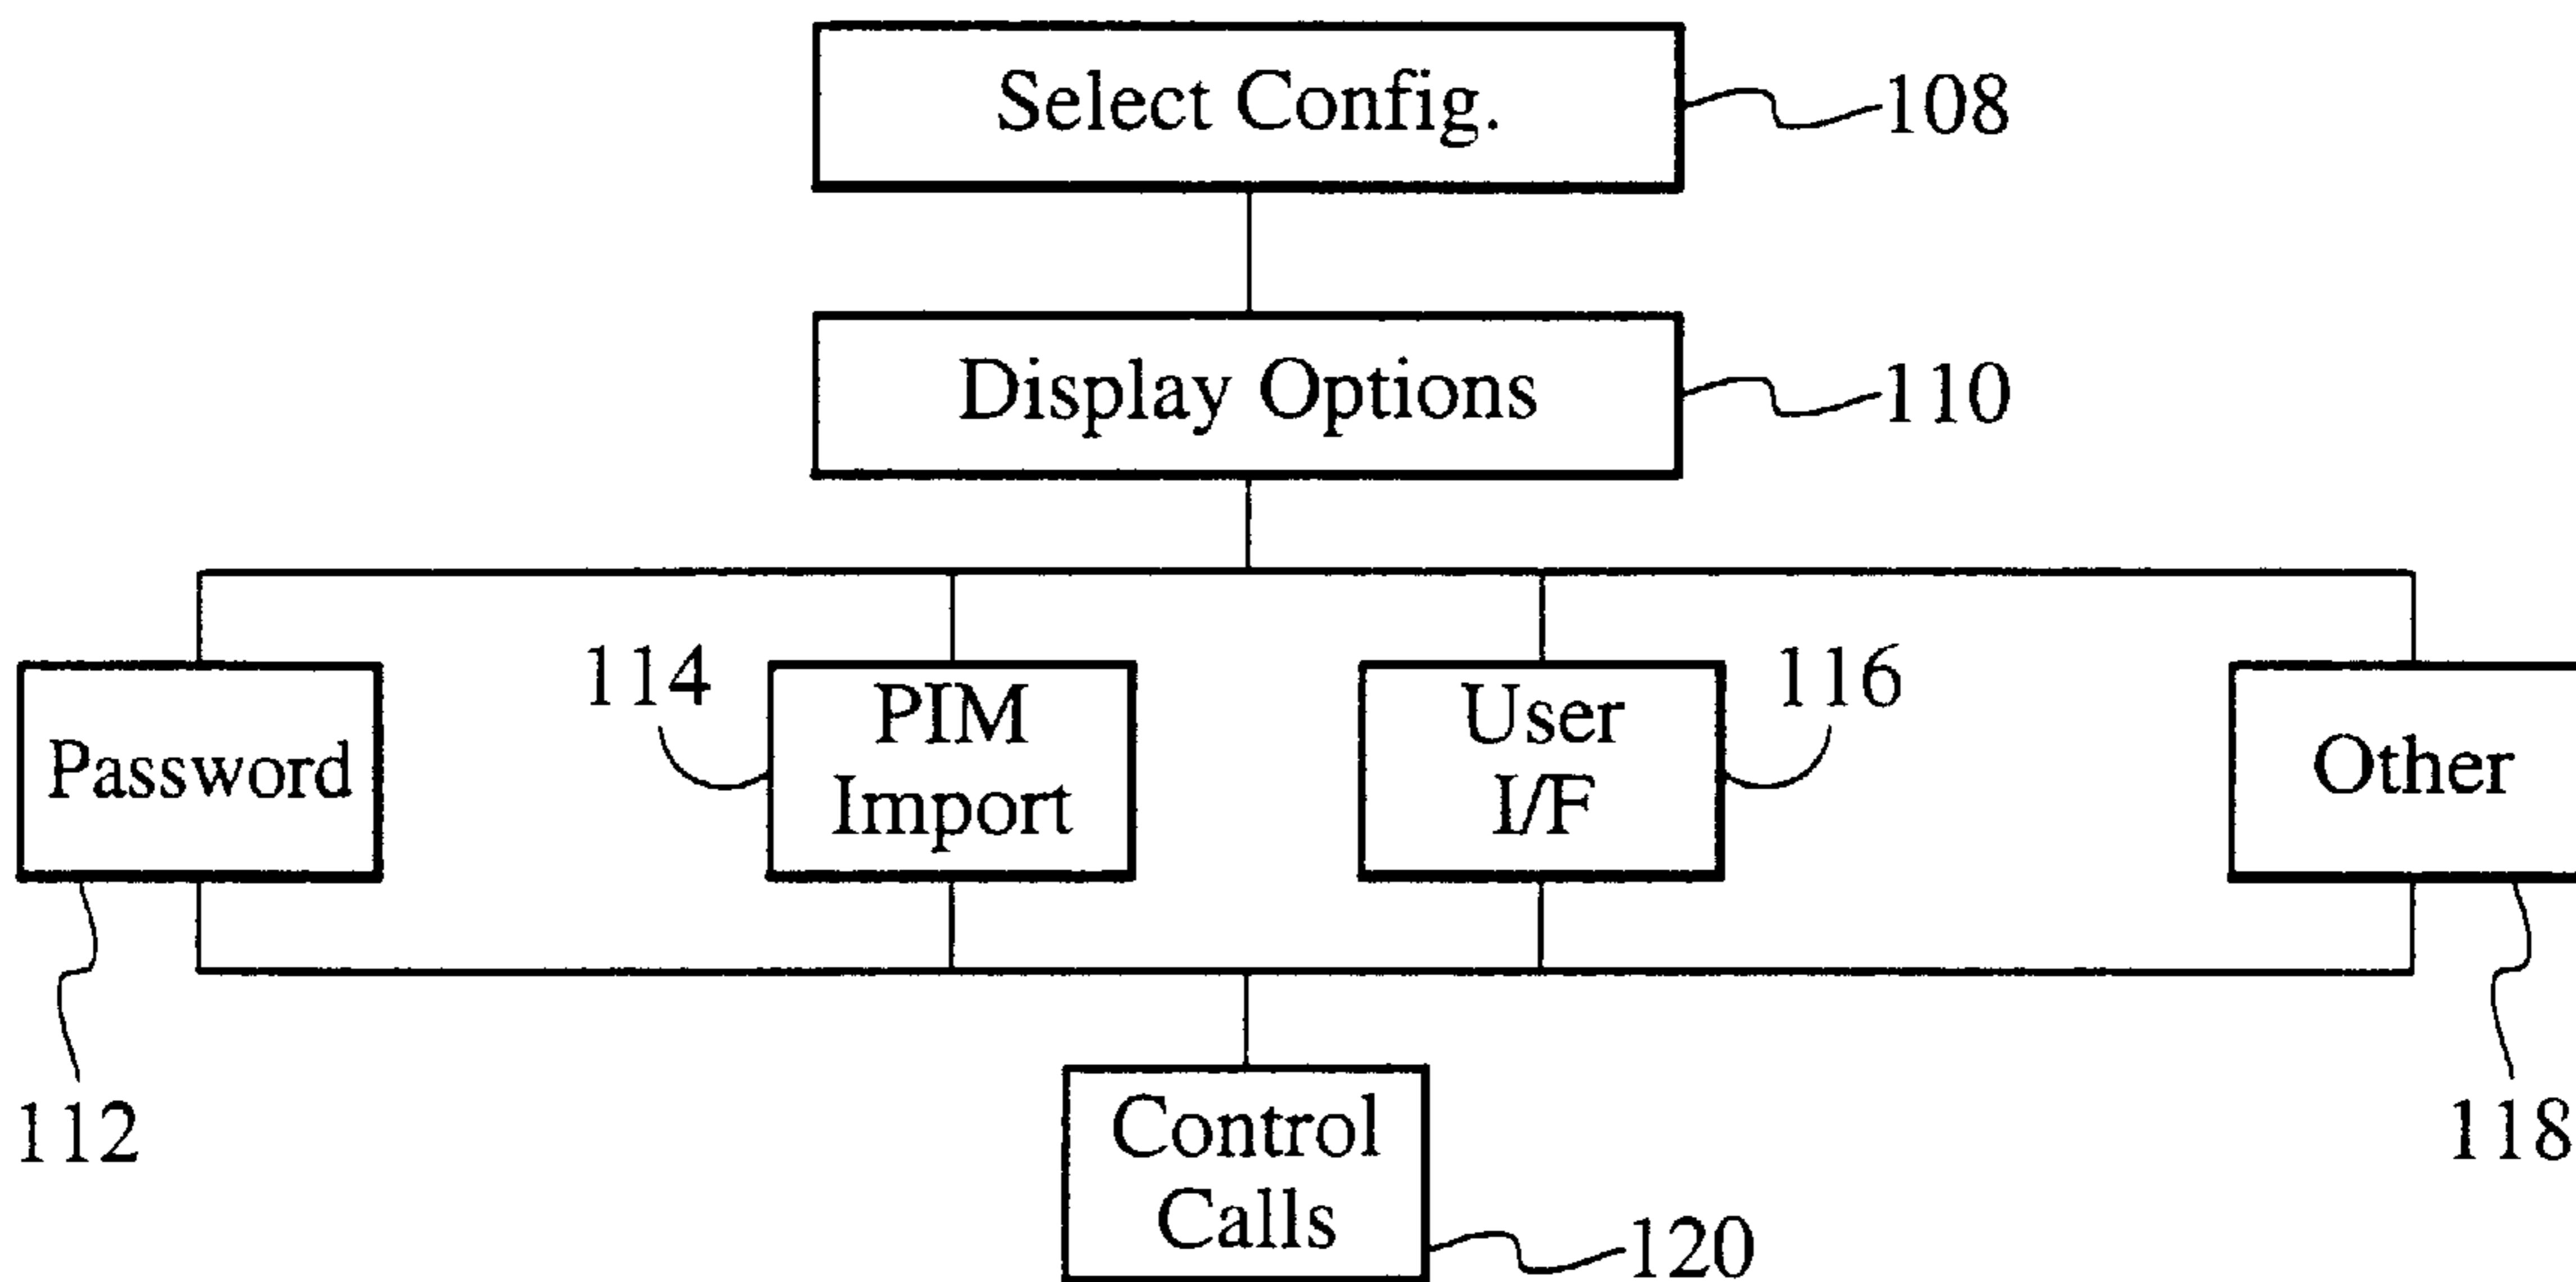 Select Config.
108
Display Options
110
Password
114
PIM
Import
User
I/F
116
Other
112
118
Control
Calls
120